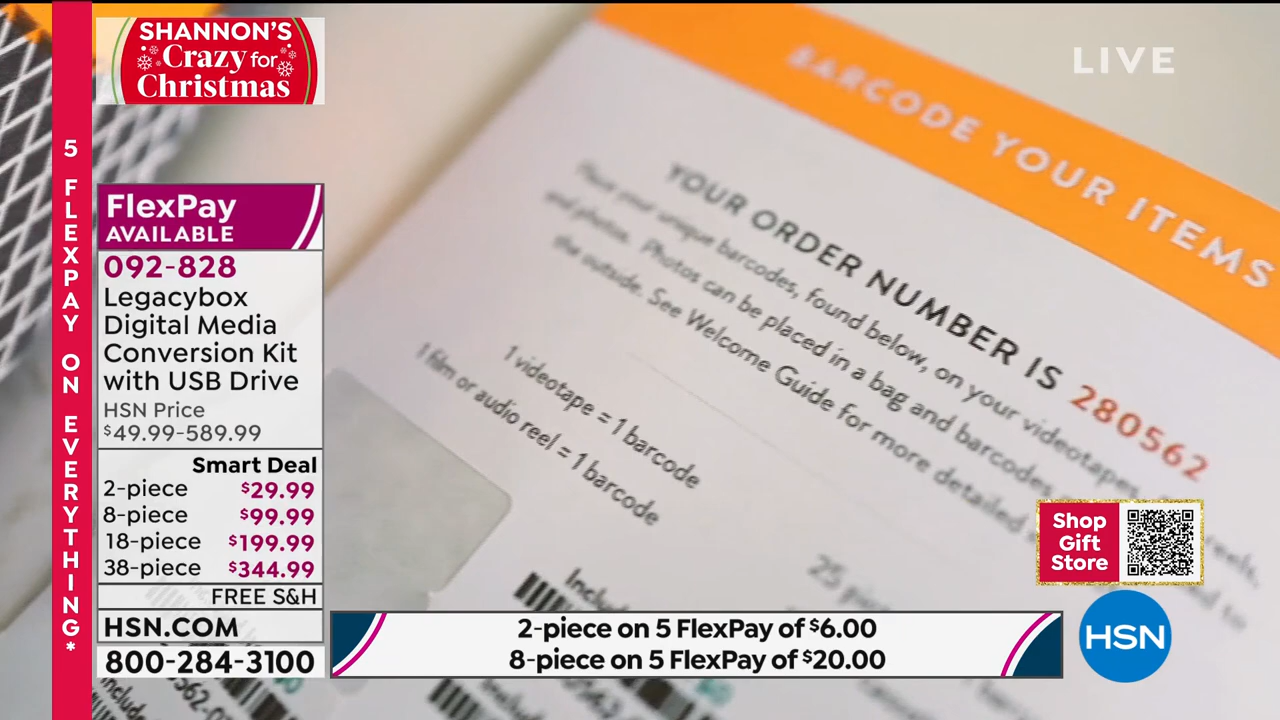 SHANNON'S
Crazy for
Christmas
LIVE
5 FLEXPAY ON EVERYTHING*
FlexPay
AVAILABLE
092-828
Legacybox
Digital Media
Conversion Kit
with USB Drive
HSN Price
$49.99-589.99
Smart Deal
2-piece $29.99
8-piece $99.99
18-piece $199.99
38-piece $344.99
FREE S&H
HSN.COM
800-284-3100
BARCODE YOUR ITEMS
YOUR ORDER NUMBER IS 280562
Place your unique barcodes, found below, on your videotapes, reels,
and photos. Photos can be placed in a bag and barcodes to
the outside. See Welcome Guide for more detailed
1 videotape = 1 barcode
1 film or audio reel = 1 barcode
25
Shop
Gift
Store
2-piece on 5 FlexPay of $6.00
8-piece on 5 FlexPay of $20.00
HSN